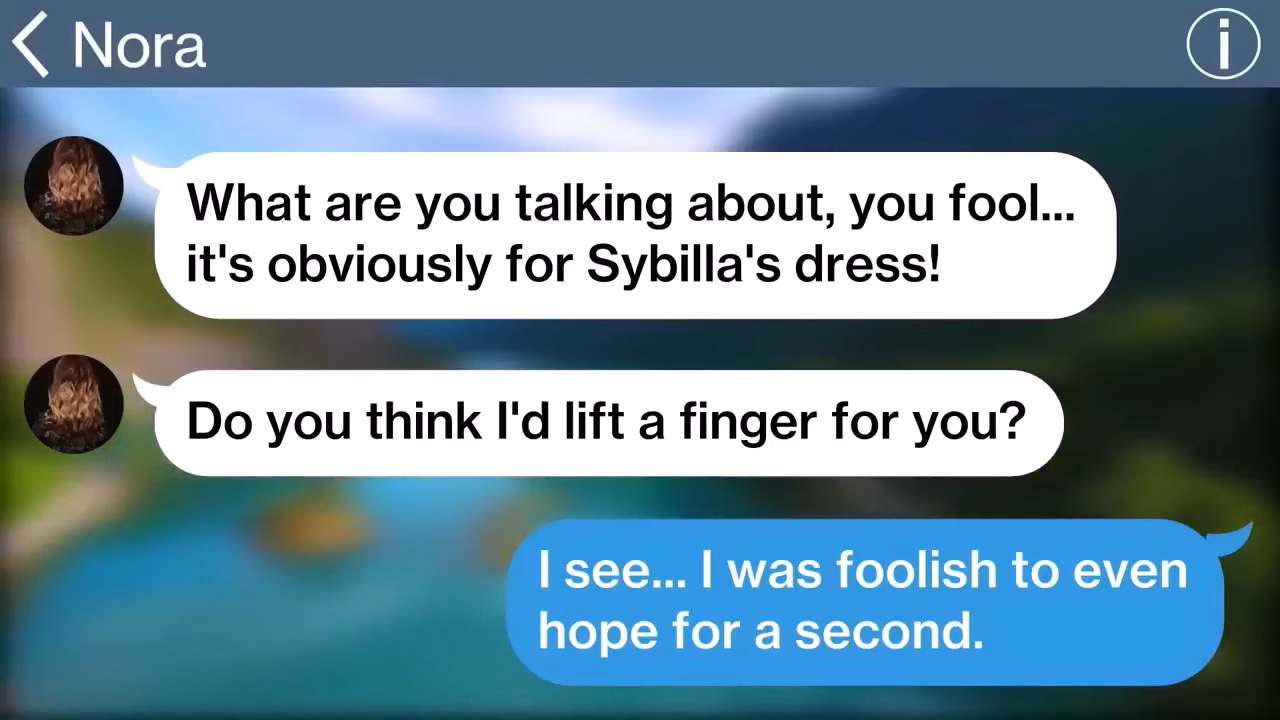 Nora
What are you talking about, you fool...
it's obviously for Sybilla's dress!
Do you think I'd lift a finger for you?
I see... I was foolish to even
hope for a second.